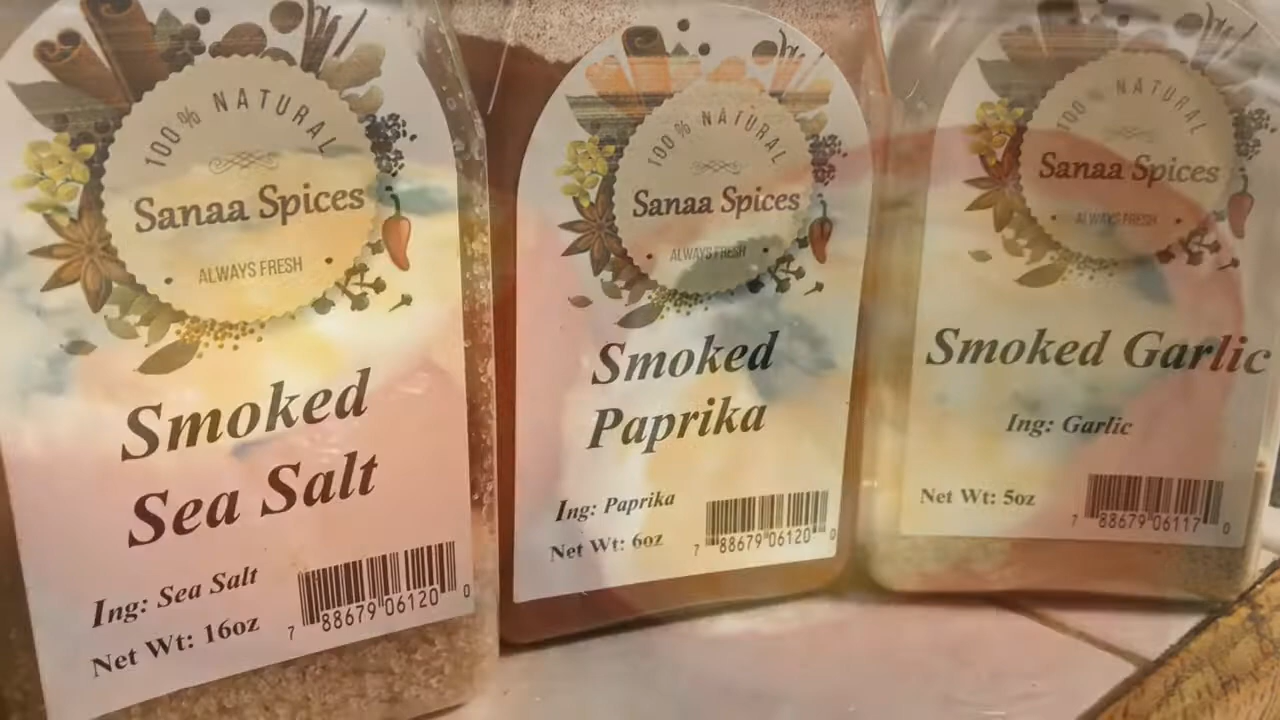 100% NATURAL
Sanaa Spices
ALWAYS FRESH
Smoked
Sea Salt
Ing: Sea Salt
Net Wt: 16oz
7 88679 06120 0
100% NATURAL
Sanaa Spices
ALWAYS FRESH
Smoked
Paprika
Ing: Paprika
Net Wt: 6oz
7 88679 06120 0
100% NATURAL
Sanaa Spices
ALWAYS FRESH
Smoked Garlic
Ing: Garlic
Net Wt: 5oz
7 88679 06117 0